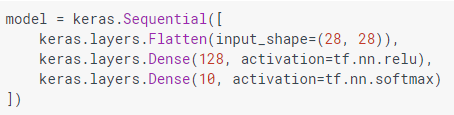 model = keras.Sequential([
    keras.layers.Flatten(input_shape=(28, 28)),
    keras.layers.Dense(128, activation=tf.nn.relu),
    keras.layers.Dense(10, activation=tf.nn.softmax)
])